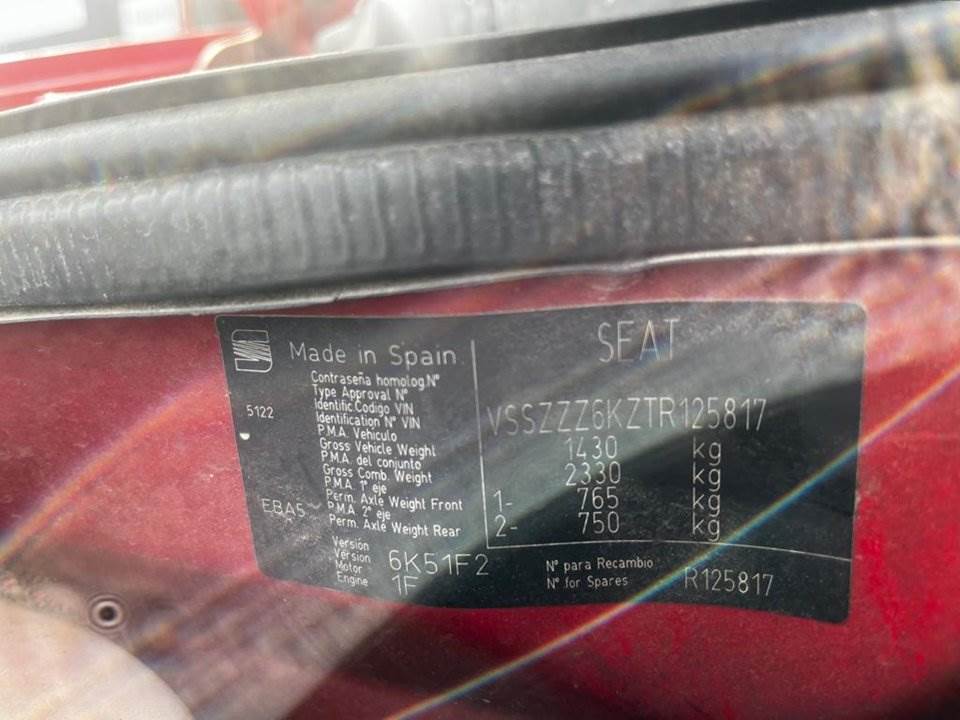 SEAT
Made in Spain.
Contraseña homolog.Nº
Type Approval Nº
5122
Identific.Codigo VIN
Identification Nº VIN
VSSZZZ6KZTR125817
P.M.A. Vehiculo
Gross Vehicle Weight
1430 kg
P.M.A. del conjunto
Gross Comb. Weight
2330 kg
P.M.A. 1º eje
Perm. Axle Weight Front
1- 765 kg
EBA5-
P.M.A. 2º eje
Perm. Axle Weight Rear
2- 750 kg
Versión
Vérsion
6K51F2
Motor
Engine
1F
Nº para Recambio
Nº for Spares
R125817